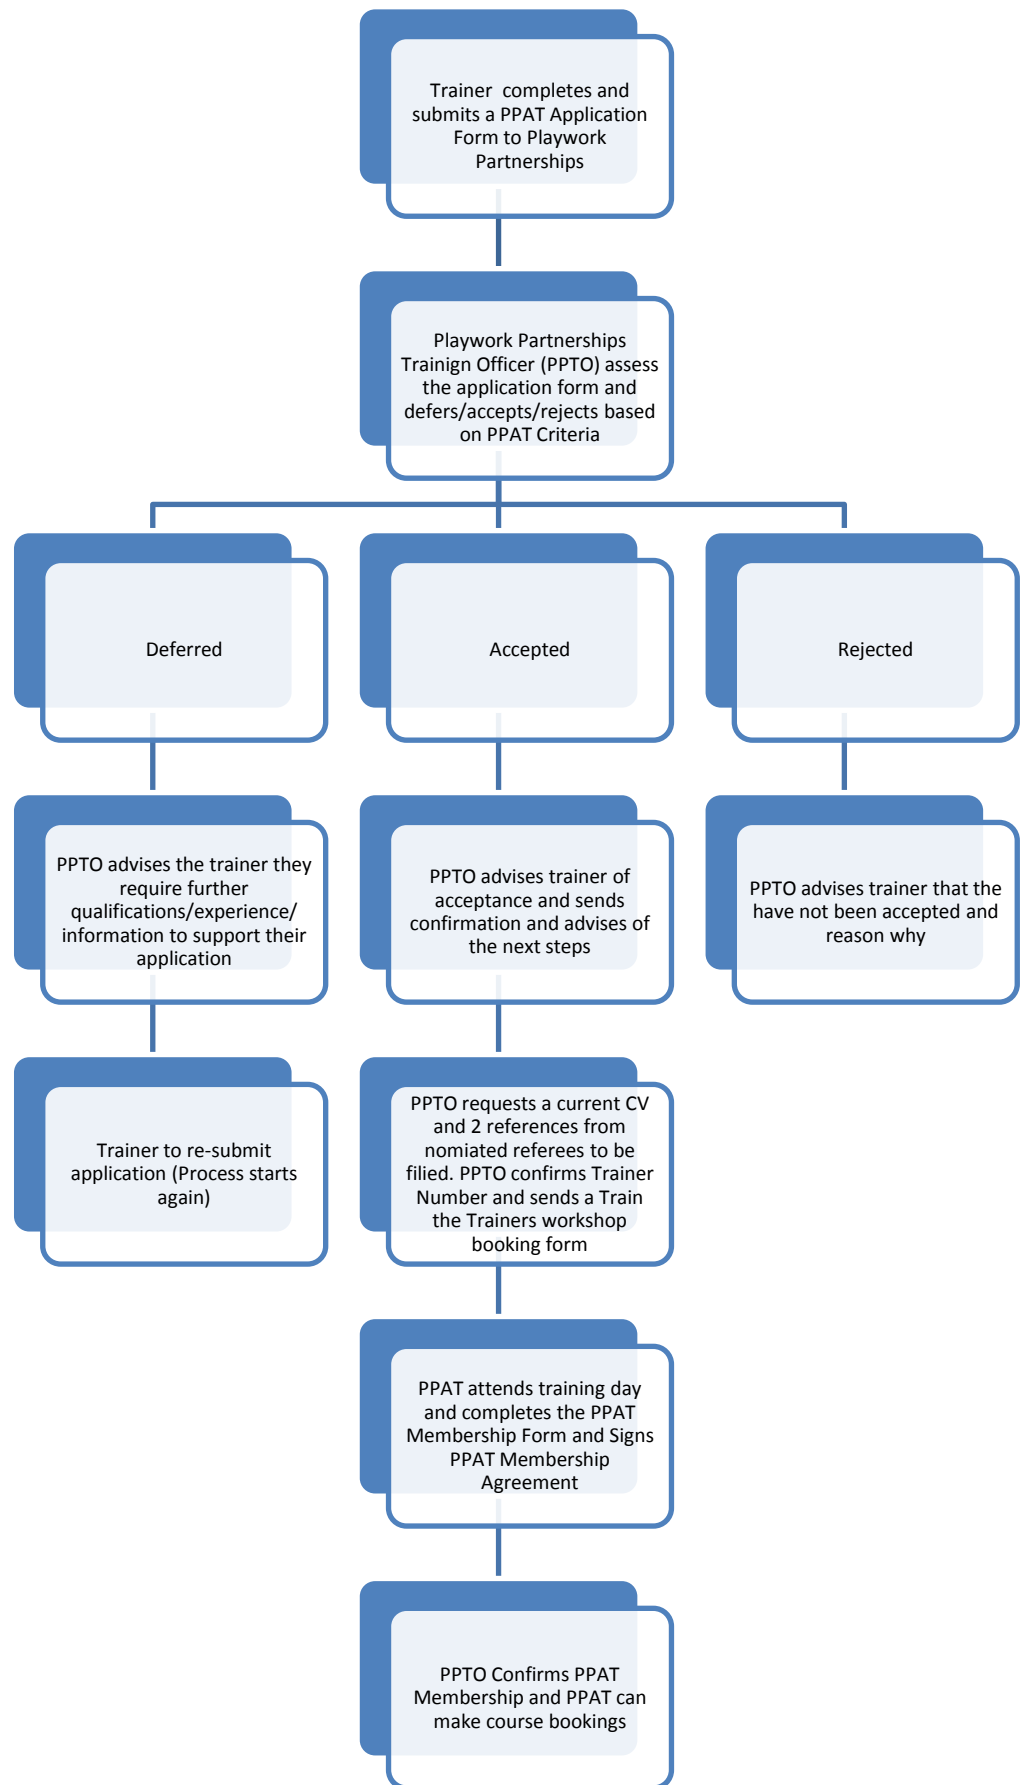 Trainer  completes and
submits a PPAT Application
Form to Playwork
Partnerships
Playwork Partnerships
Trainign Officer (PPTO) assess
the application form and
defers/accepts/rejects based
on PPAT Criteria
Deferred
Accepted
Rejected
PPTO advises the trainer they
require further
qualifications/experience/
information to support their
application
PPTO advises trainer of
acceptance and sends
confirmation and advises of
the next steps
PPTO advises trainer that the
have not been accepted and
reason why
Trainer to re-submit
application (Process starts
again)
PPTO requests a current CV
and 2 references from
nomiated referees to be
filied. PPTO confirms Trainer
Number and sends a Train
the Trainers workshop
booking form
PPAT attends training day
and completes the PPAT
Membership Form and Signs
PPAT Membership
Agreement
PPTO Confirms PPAT
Membership and PPAT can
make course bookings